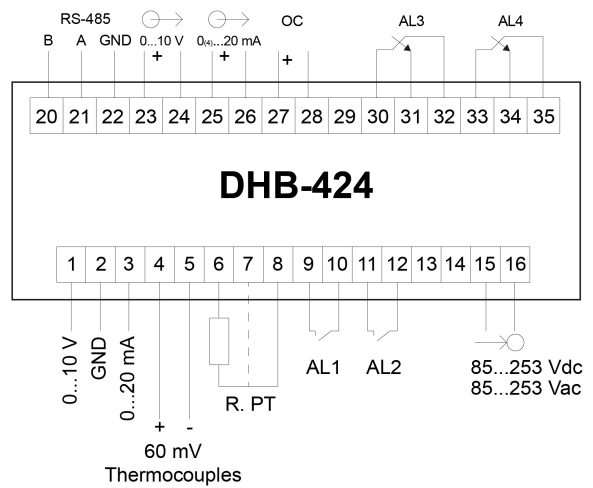 RS-485 OC AL3 AL4
B A GND 0...10 V 0(4)...20 mA
+ + +
20 21 22 23 24 25 26 27 28 29 30 31 32 33 34 35
DHB-424
1 2 3 4 5 6 7 8 9 10 11 12 13 14 15 16
0...10 V
GND
0...20 mA
AL1 AL2
85...253 Vdc
85...253 Vac
R. PT
+ -
60 mV
Thermocouples